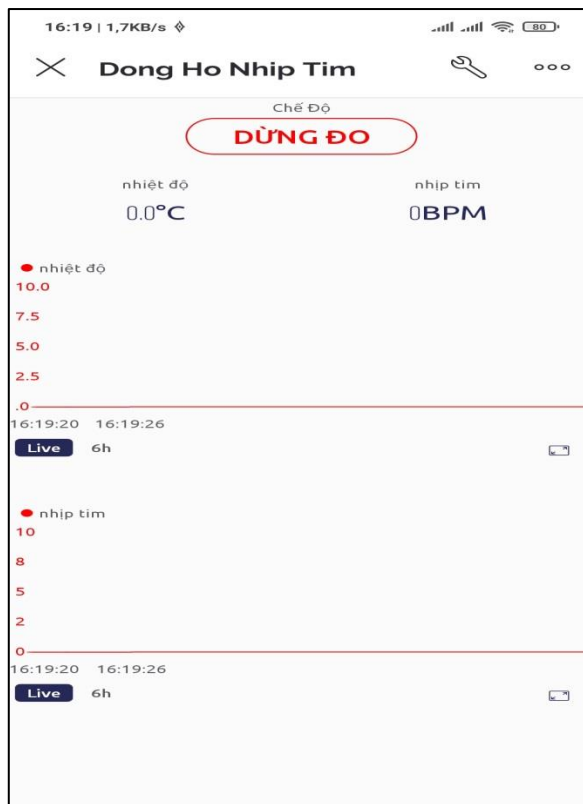 16:19 | 1,7KB/s
80
Dong Ho Nhip Tim
Chế Độ
DỪNG ĐO
nhiệt độ nhịp tim
0.0°C 0BPM
nhiệt độ
10.0
7.5
5.0
2.5
.0
16:19:20 16:19:26
Live 6h
nhịp tim
10
8
5
2
0
16:19:20 16:19:26
Live 6h